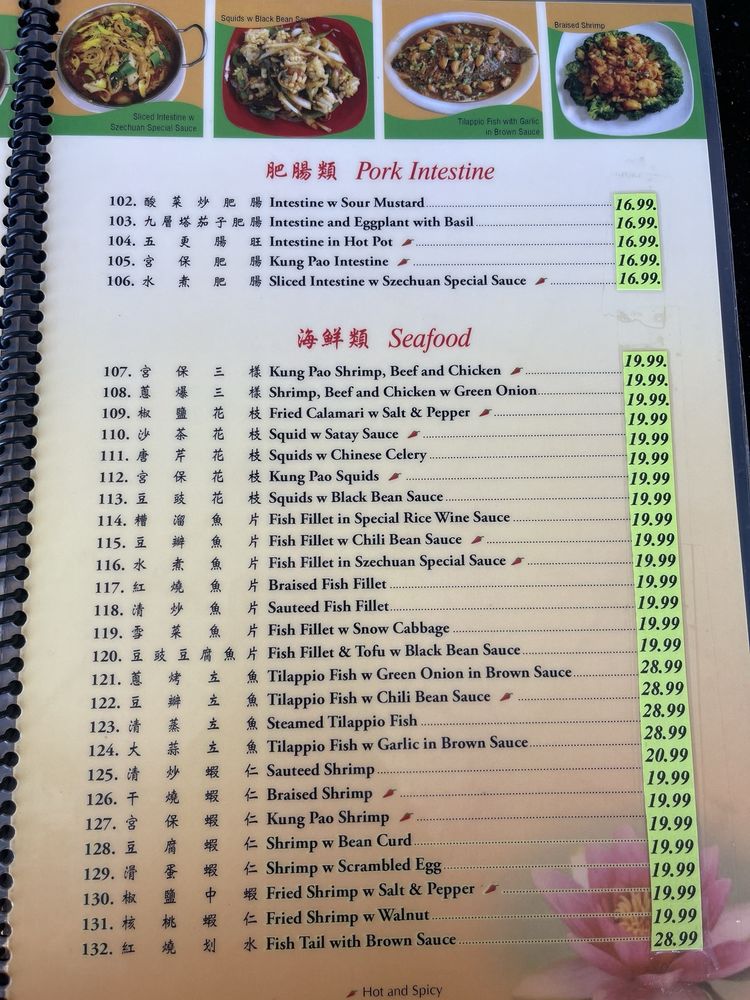 Sliced Intestine w
Szechuan Special Sauce
Squids w Black Bean Sauce
Tilappio Fish with Garlic
in Brown Sauce
Braised Shrimp
肥腸類 Pork Intestine
102. 酸菜炒肥腸 Intestine w Sour Mustard 16.99.
103. 九層塔茄子肥腸 Intestine and Eggplant with Basil 16.99.
104. 五更腸旺 Intestine in Hot Pot 16.99.
105. 宮保肥腸 Kung Pao Intestine 16.99.
106. 水煮肥腸 Sliced Intestine w Szechuan Special Sauce 16.99.
海鮮類 Seafood
107. 宮保三樣 Kung Pao Shrimp, Beef and Chicken 19.99.
108. 蔥爆三樣 Shrimp, Beef and Chicken w Green Onion 19.99.
109. 椒鹽花枝 Fried Calamari w Salt & Pepper 19.99.
110. 沙茶花枝 Squid w Satay Sauce 19.99
111. 唐芹花枝 Squids w Chinese Celery 19.99
112. 宮保花枝 Kung Pao Squids 19.99
113. 豆豉花枝 Squids w Black Bean Sauce 19.99
114. 糟溜魚片 Fish Fillet in Special Rice Wine Sauce 19.99
115. 豆瓣魚片 Fish Fillet w Chili Bean Sauce 19.99
116. 水煮魚片 Fish Fillet in Szechuan Special Sauce 19.99
117. 紅燒魚片 Braised Fish Fillet 19.99
118. 清炒魚片 Sauteed Fish Fillet 19.99
119. 雪菜魚片 Fish Fillet w Snow Cabbage 19.99
120. 豆豉豆腐魚片 Fish Fillet & Tofu w Black Bean Sauce 19.99
121. 蔥烤左魚 Tilappio Fish w Green Onion in Brown Sauce 28.99
122. 豆瓣左魚 Tilappio Fish w Chili Bean Sauce 28.99
123. 清蒸左魚 Steamed Tilappio Fish 28.99
124. 大蒜左魚 Tilappio Fish w Garlic in Brown Sauce 28.99
125. 清炒蝦仁 Sauteed Shrimp 20.99
126. 干燒蝦仁 Braised Shrimp 19.99
127. 宮保蝦仁 Kung Pao Shrimp 19.99
128. 豆腐蝦仁 Shrimp w Bean Curd 19.99
129. 滑蛋蝦仁 Shrimp w Scrambled Egg 19.99
130. 椒鹽中蝦 Fried Shrimp w Salt & Pepper 19.99
131. 核桃蝦仁 Fried Shrimp w Walnut 19.99
132. 紅燒划水 Fish Tail with Brown Sauce 28.99
Hot and Spicy